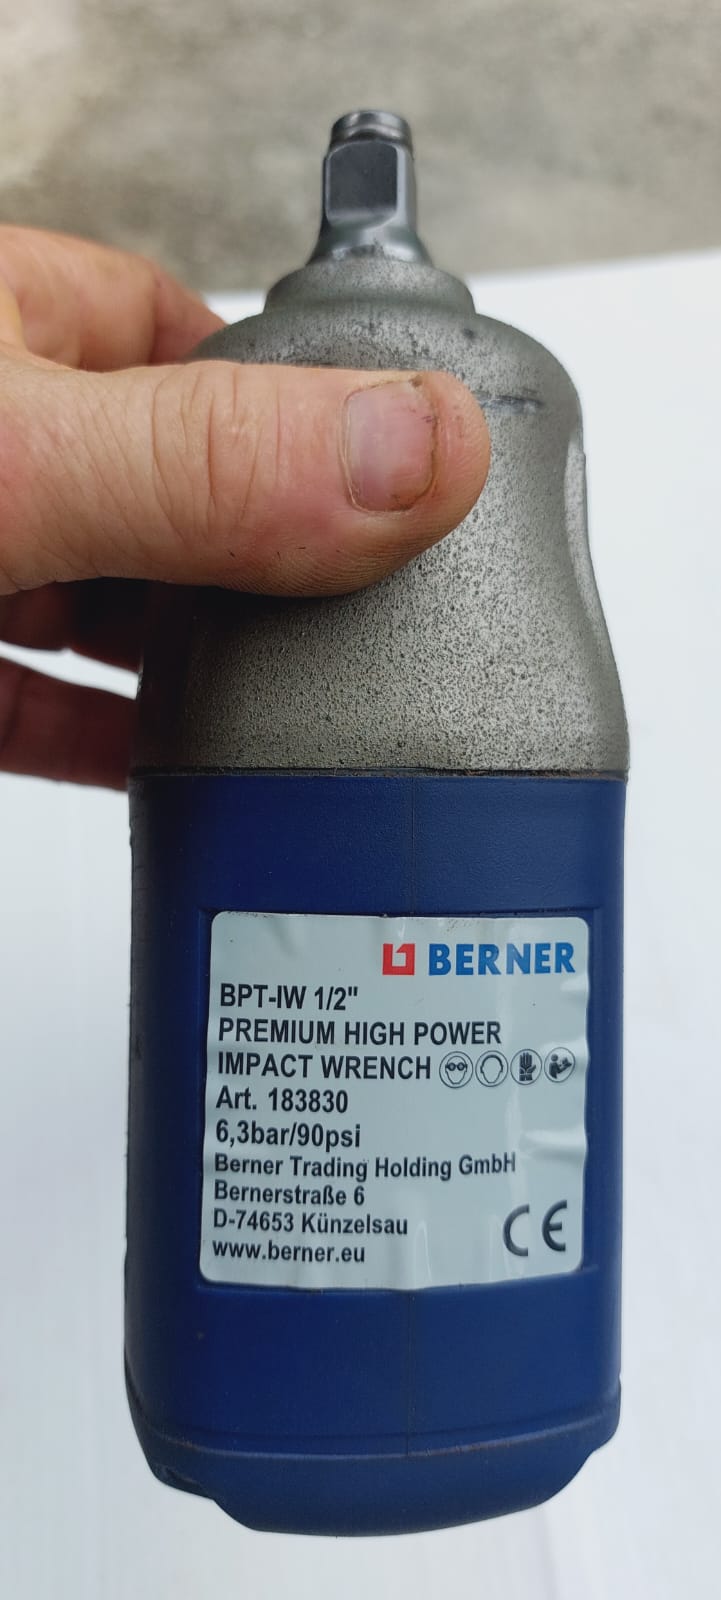 BERNER
BPT-IW 1/2"
PREMIUM HIGH POWER
IMPACT WRENCH
Art. 183830
6,3bar/90psi
Berner Trading Holding GmbH
Bernerstraße 6
D-74653 Künzelsau
www.berner.eu
CE